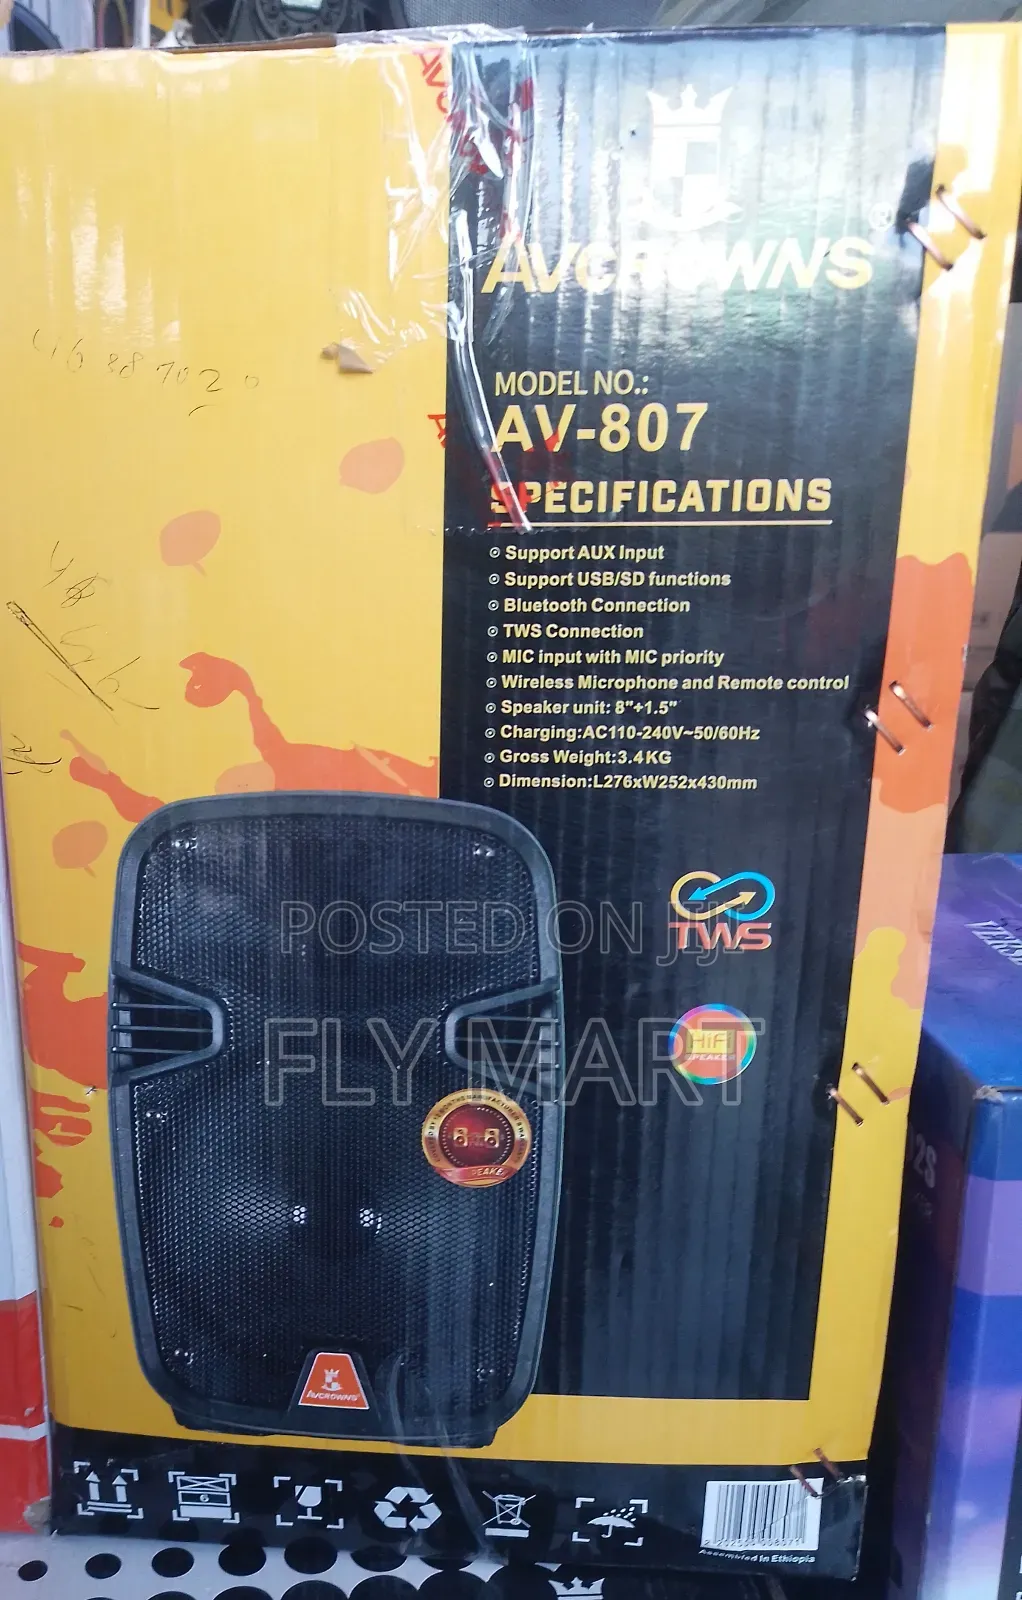 AVCROWNS
®
MODEL NO.:
AV-807
SPECIFICATIONS
Support AUX Input
Support USB/SD functions
Bluetooth Connection
TWS Connection
MIC input with MIC priority
Wireless Microphone and Remote control
Speaker unit: 8"+1.5"
Charging:AC110-240V~50/60Hz
Gross Weight:3.4KG
Dimension:L276xW252x430mm
TWS
POSTED ON JIJI
FLY MART
HiFi
SPEAKER
AVCROWNS
6
Assembled In Ethiopia